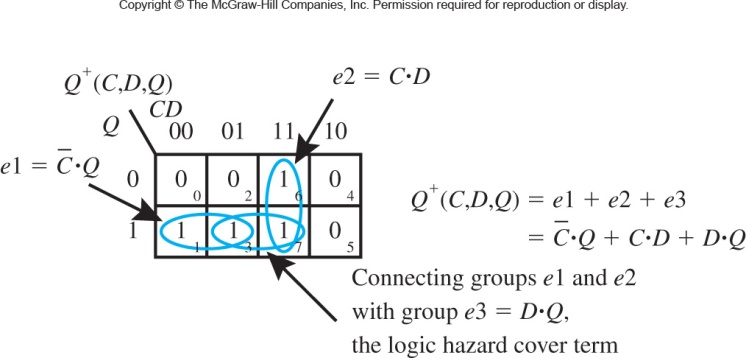 Copyright © The McGraw-Hill Companies, Inc. Permission required for reproduction or display.
Q⁺(C,D,Q)
e2 = C·D
CD
Q 00 01 11 10
e1 = C̅·Q
0 0 0 0 2 1 6 0 4
1 1 1 1 3 1 7 0 5
Q⁺(C,D,Q) = e1 + e2 + e3
= C̅·Q + C·D + D·Q
Connecting groups e1 and e2
with group e3 = D·Q,
the logic hazard cover term